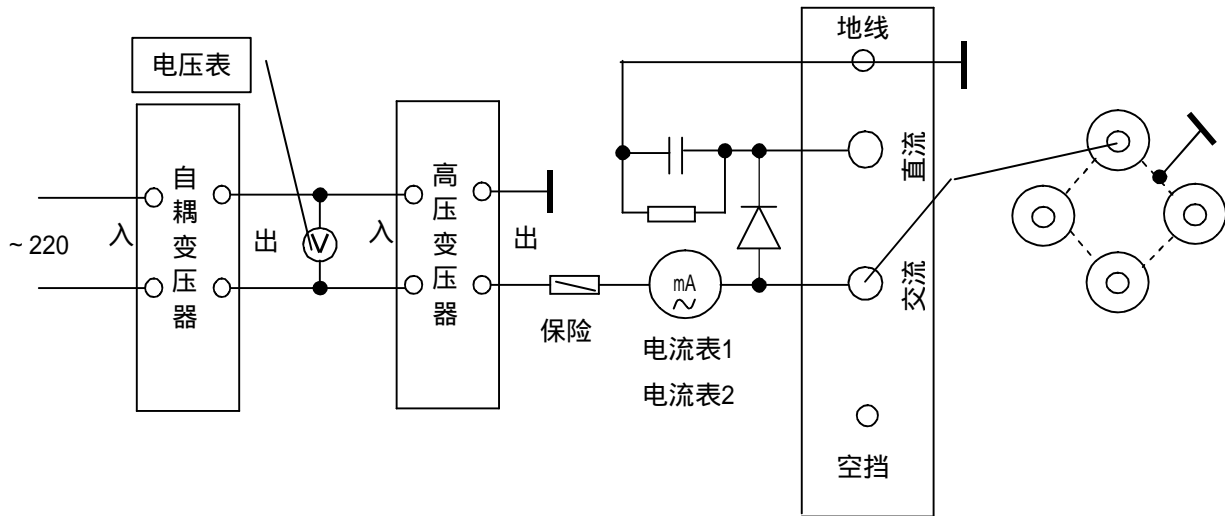 地线
电压表
自耦变压器
高压变压器
直流
入
出
V
入
出
~ 220
mA
交流
保险
电流表1
电流表2
空挡